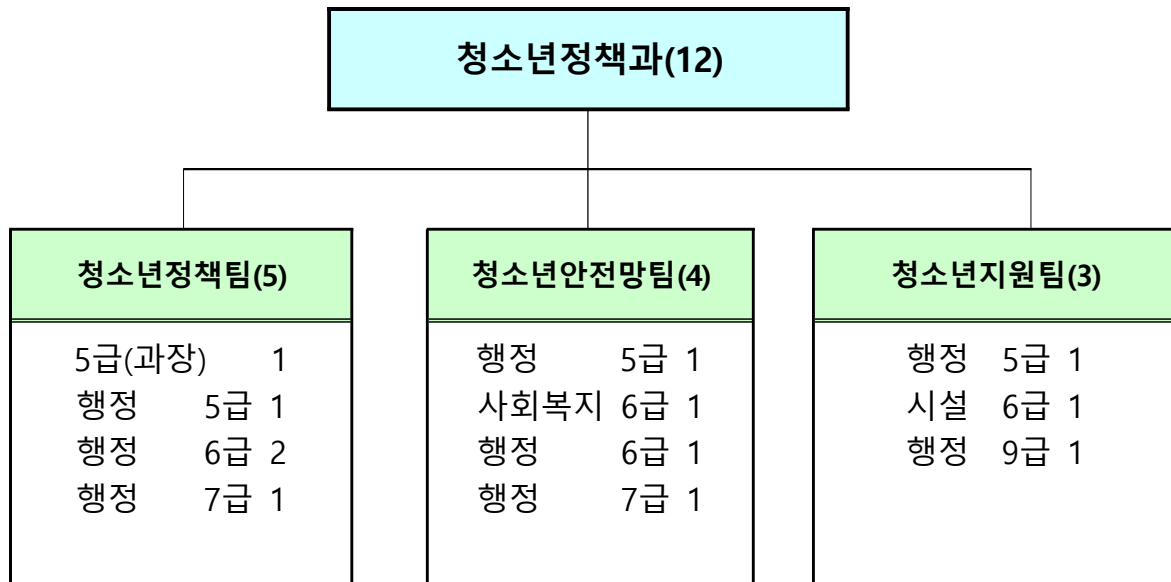 청소년정책과(12)
청소년정책팀(5)
5급(과장) 1
행정 5급 1
행정 6급 2
행정 7급 1
청소년안전망팀(4)
행정 5급 1
사회복지 6급 1
행정 6급 1
행정 7급 1
청소년지원팀(3)
행정 5급 1
시설 6급 1
행정 9급 1